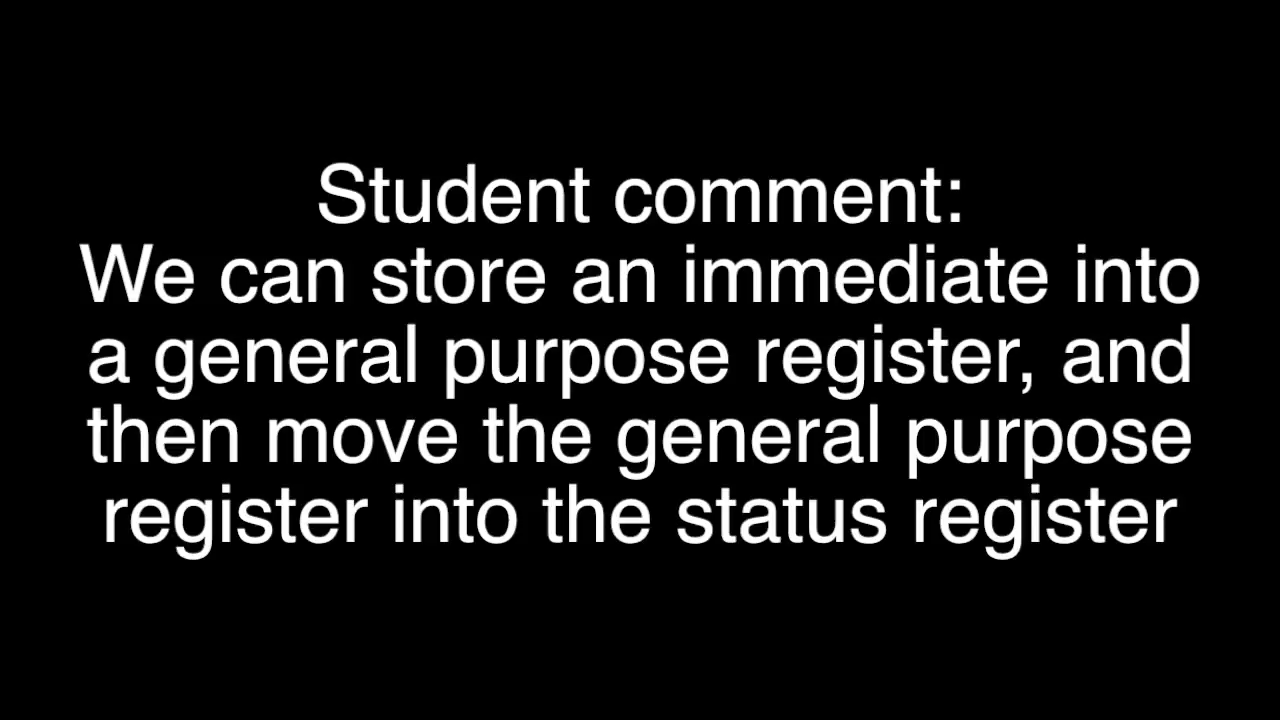 Student comment:
We can store an immediate into
a general purpose register, and
then move the general purpose
register into the status register